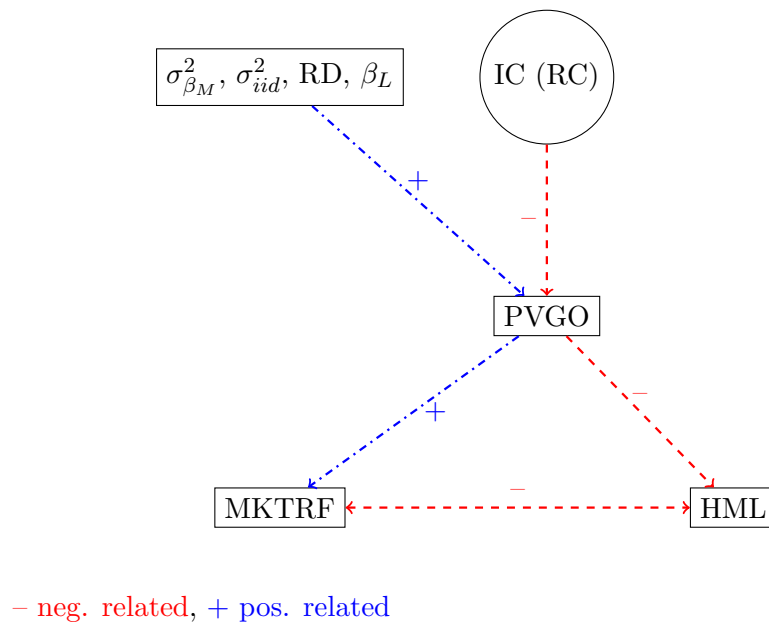 σ²_{β_M}, σ²_{iid}, RD, β_L
IC (RC)
+
–
PVGO
–
+
–
MKTRF
HML
– neg. related, + pos. related